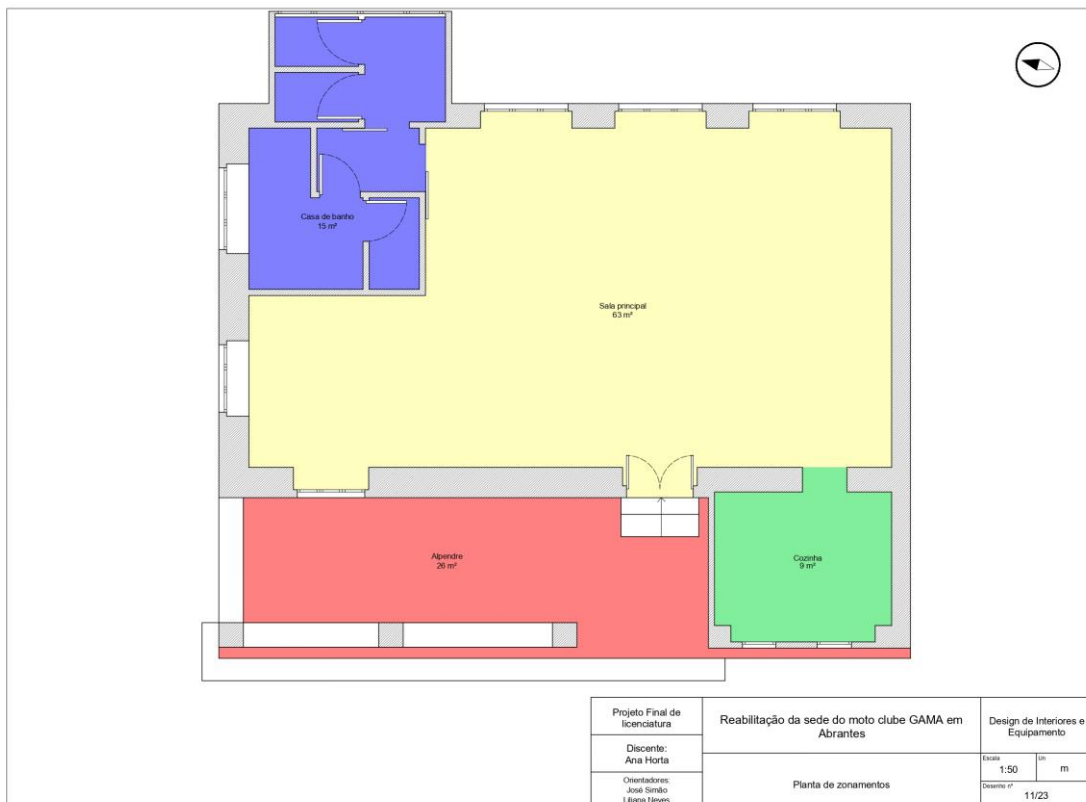 Casa de banho
15 m²
Sala principal
63 m²
Alpendre
26 m²
Cozinha
9 m²
Projeto Final de
licenciatura
Discente:
Ana Horta
Orientadores:
José Simão
Liliana Neves
Reabilitação da sede do moto clube GAMA em
Abrantes
Planta de zonamentos
Design de Interiores e
Equipamento
Escala
1:50
Un
m
Desenho nº
11/23